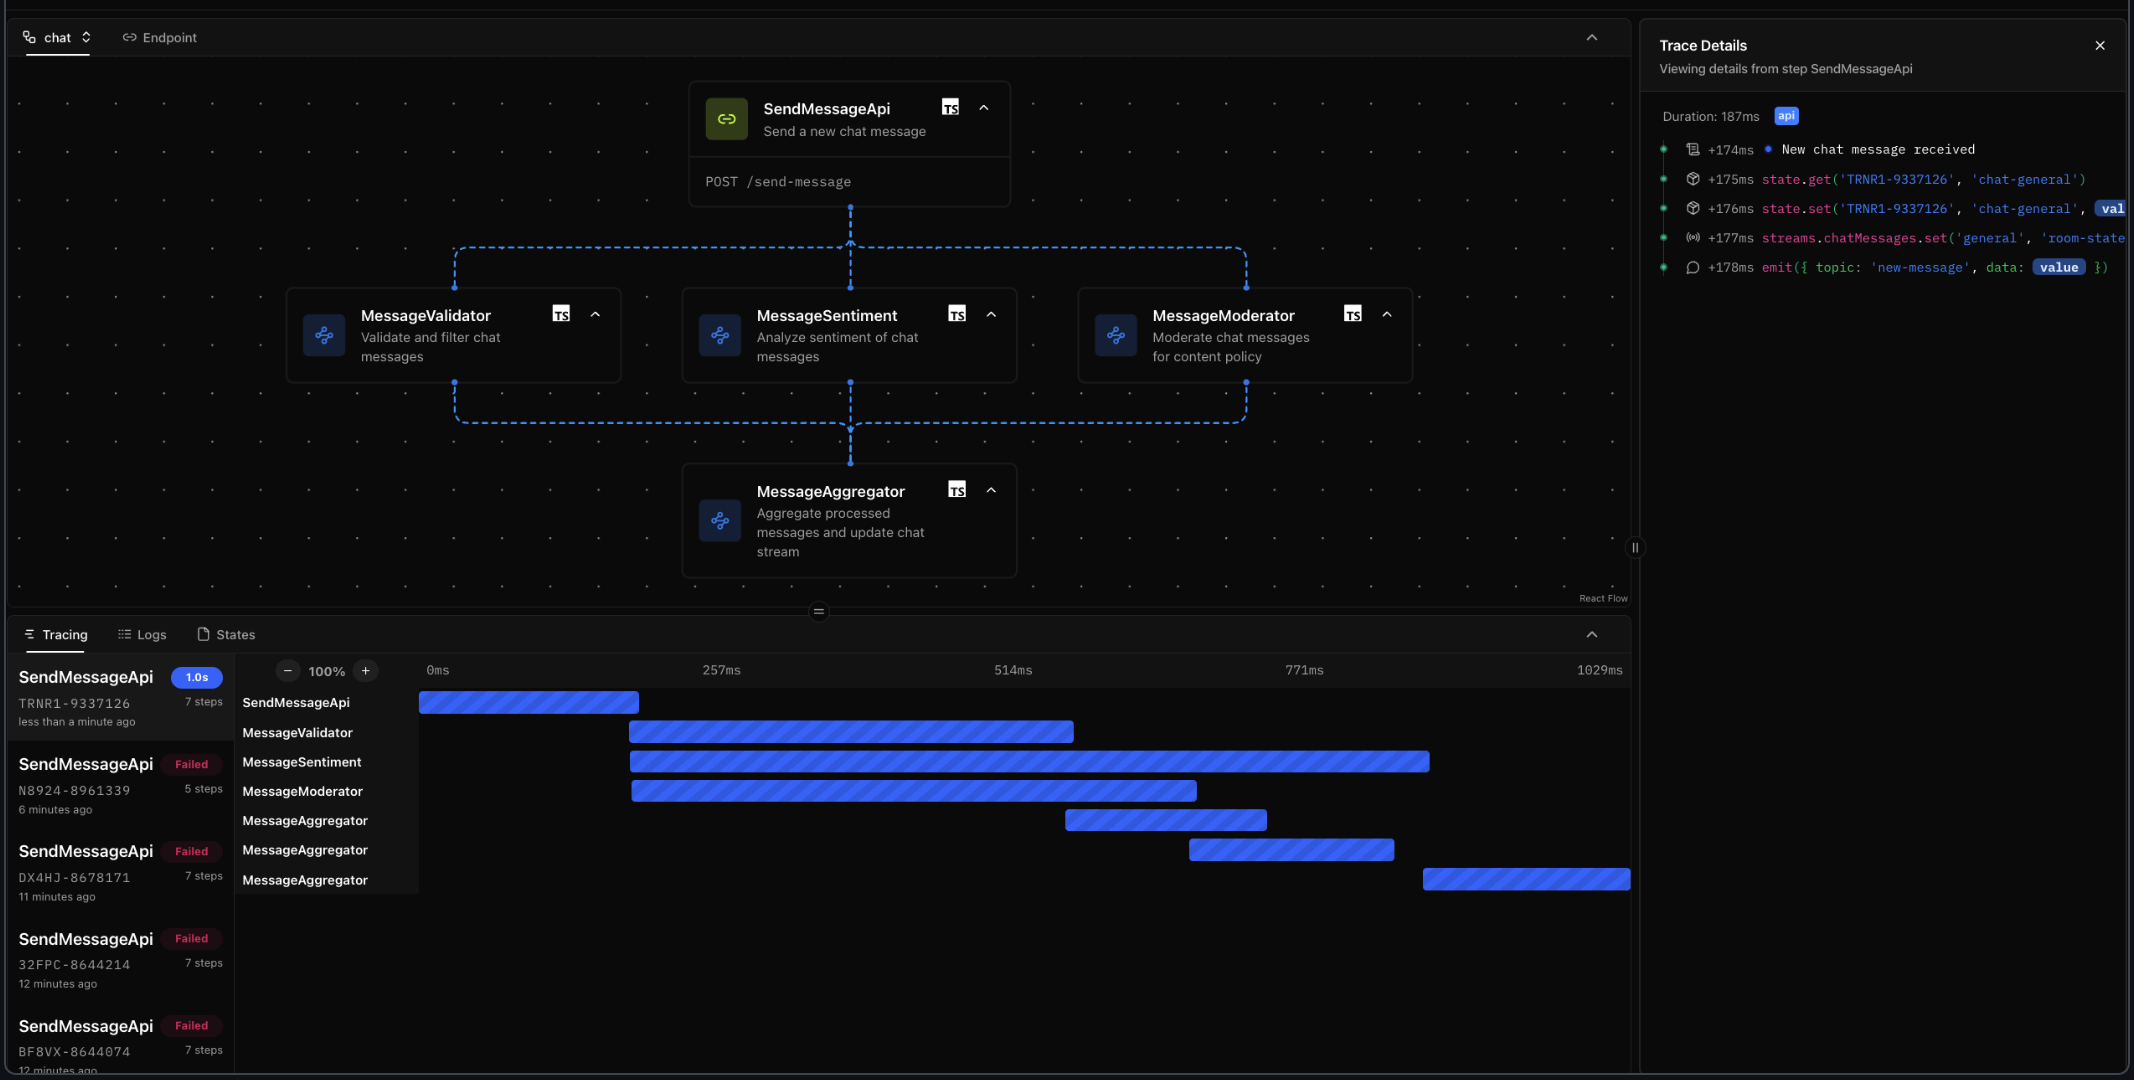 chat
Endpoint
SendMessageApi
TS
Send a new chat message
POST /send-message
MessageValidator
TS
Validate and filter chat
messages
MessageSentiment
TS
Analyze sentiment of chat
messages
MessageModerator
TS
Moderate chat messages
for content policy
MessageAggregator
TS
Aggregate processed
messages and update chat
stream
React Flow
Tracing
Logs
States
SendMessageApi 1.0s
TRNR1-9337126 7 steps
less than a minute ago
SendMessageApi Failed
N8924-8961339 5 steps
6 minutes ago
SendMessageApi Failed
DX4HJ-8678171 7 steps
11 minutes ago
SendMessageApi Failed
32FPC-8644214 7 steps
12 minutes ago
SendMessageApi Failed
BF8VX-8644074 7 steps
12 minutes ago
− 100% + 0ms 257ms 514ms 771ms 1029ms
SendMessageApi
MessageValidator
MessageSentiment
MessageModerator
MessageAggregator
MessageAggregator
MessageAggregator
Trace Details
Viewing details from step SendMessageApi
Duration: 187ms api
+174ms New chat message received
+175ms state.get('TRNR1-9337126', 'chat-general')
+176ms state.set('TRNR1-9337126', 'chat-general', val
+177ms streams.chatMessages.set('general', 'room-state
+178ms emit({ topic: 'new-message', data: value })